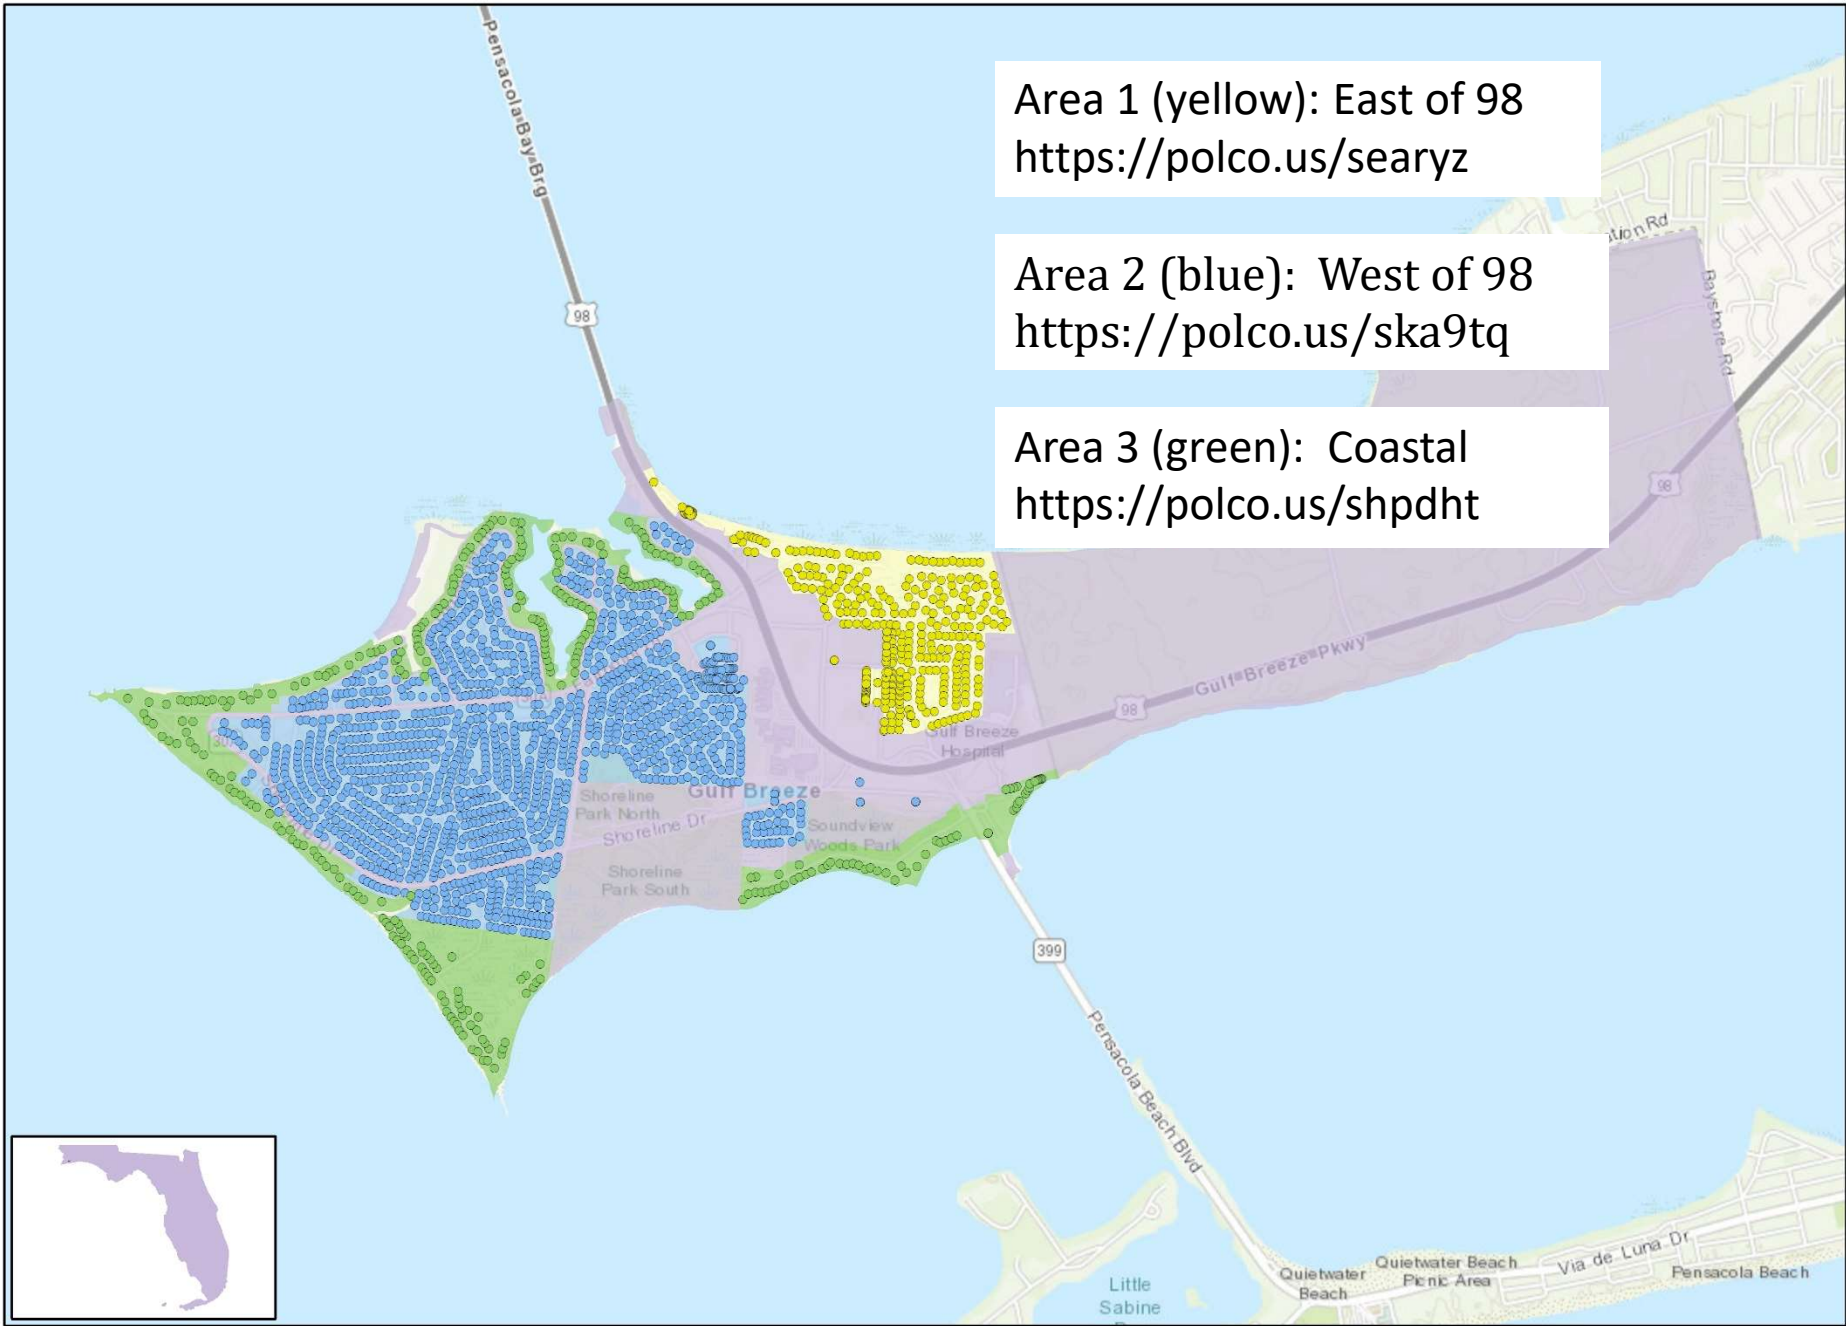 Pensacola Bay Brg
Area 1 (yellow): East of 98
https://polco.us/searyz
Area 2 (blue):  West of 98
https://polco.us/ska9tq
Area 3 (green):  Coastal
https://polco.us/shpdht
Bayshore Rd
98
98
Gulf Breeze Pkwy
98
Gulf Breeze
Hospital
Gulf Breeze
Shoreline
Park North
Shoreline Dr
Soundview
Woods Park
Shoreline
Park South
399
Pensacola Beach Blvd
Little
Sabine
Quietwater
Beach
Quietwater Beach
Picnic Area
Via de Luna Dr
Pensacola Beach